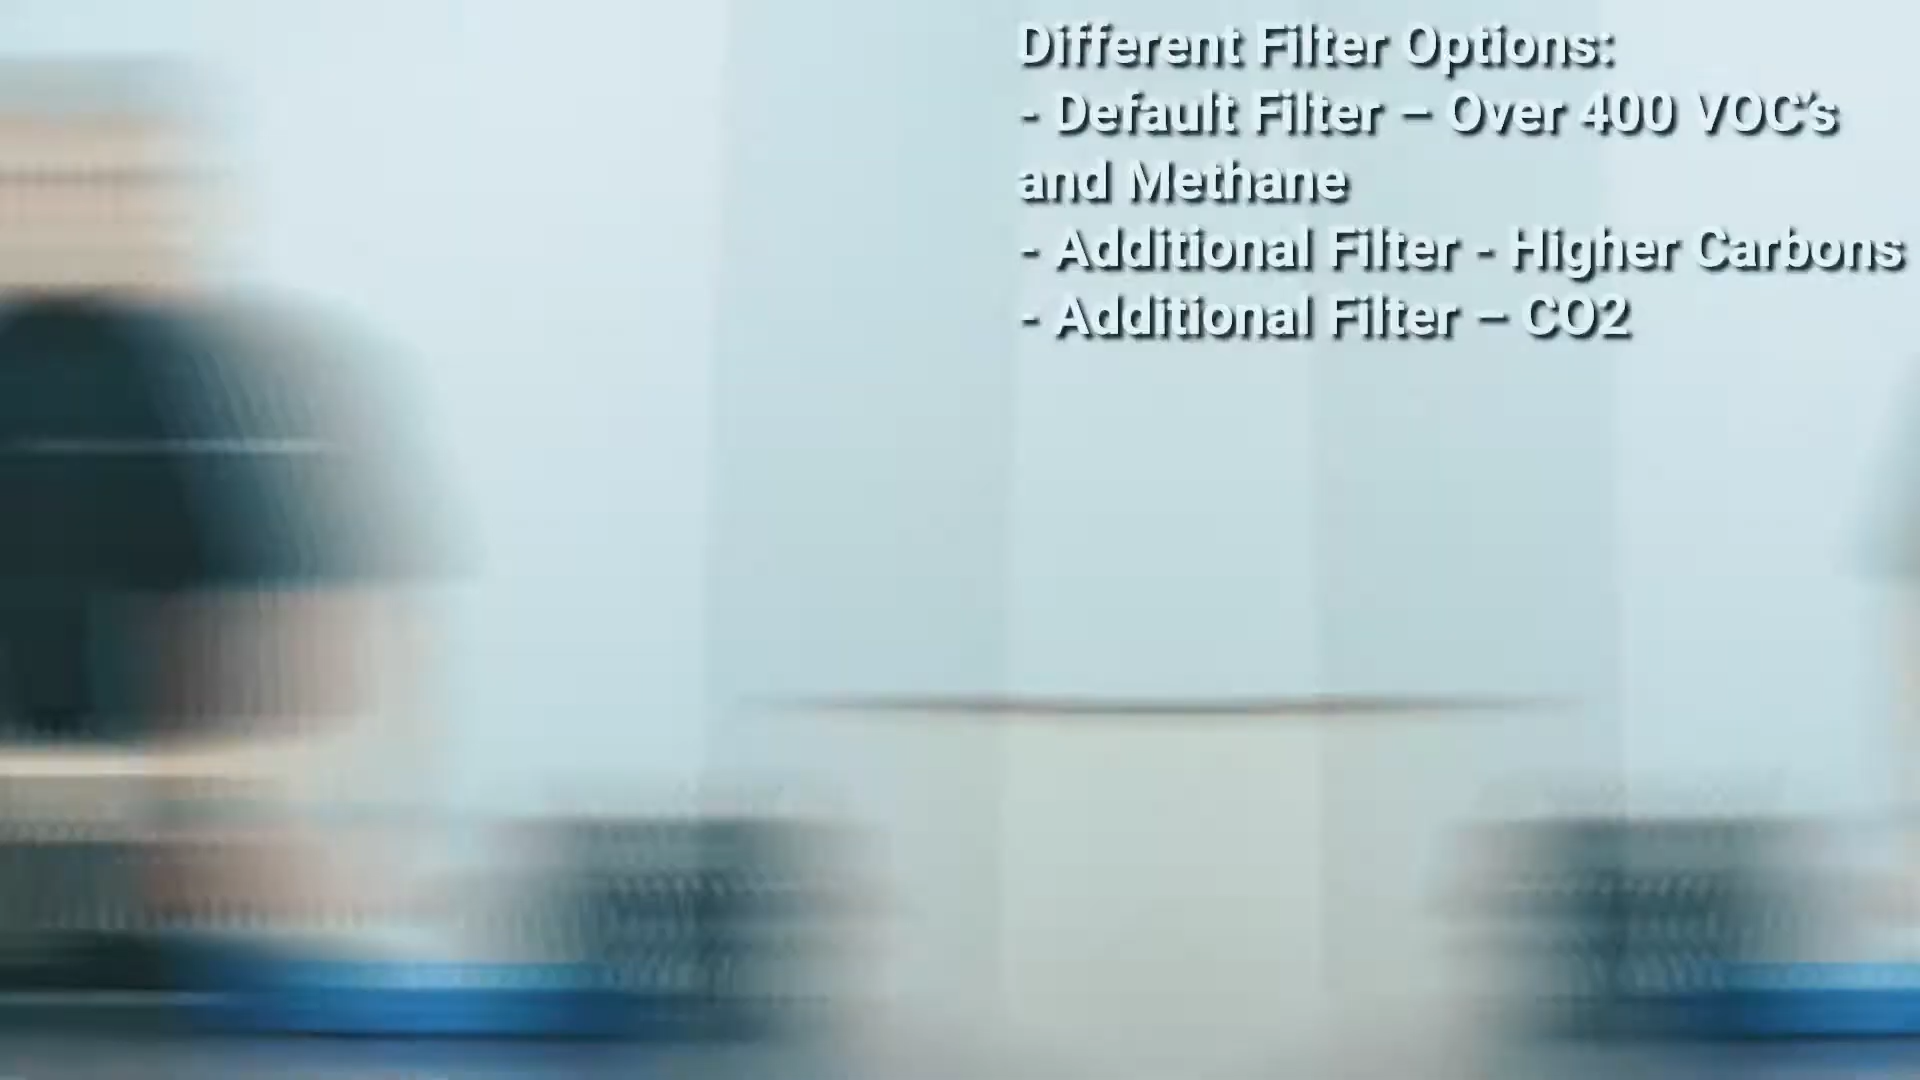 Different Filter Options:
- Default Filter – Over 400 VOC's
and Methane
- Additional Filter - Higher Carbons
- Additional Filter – CO2